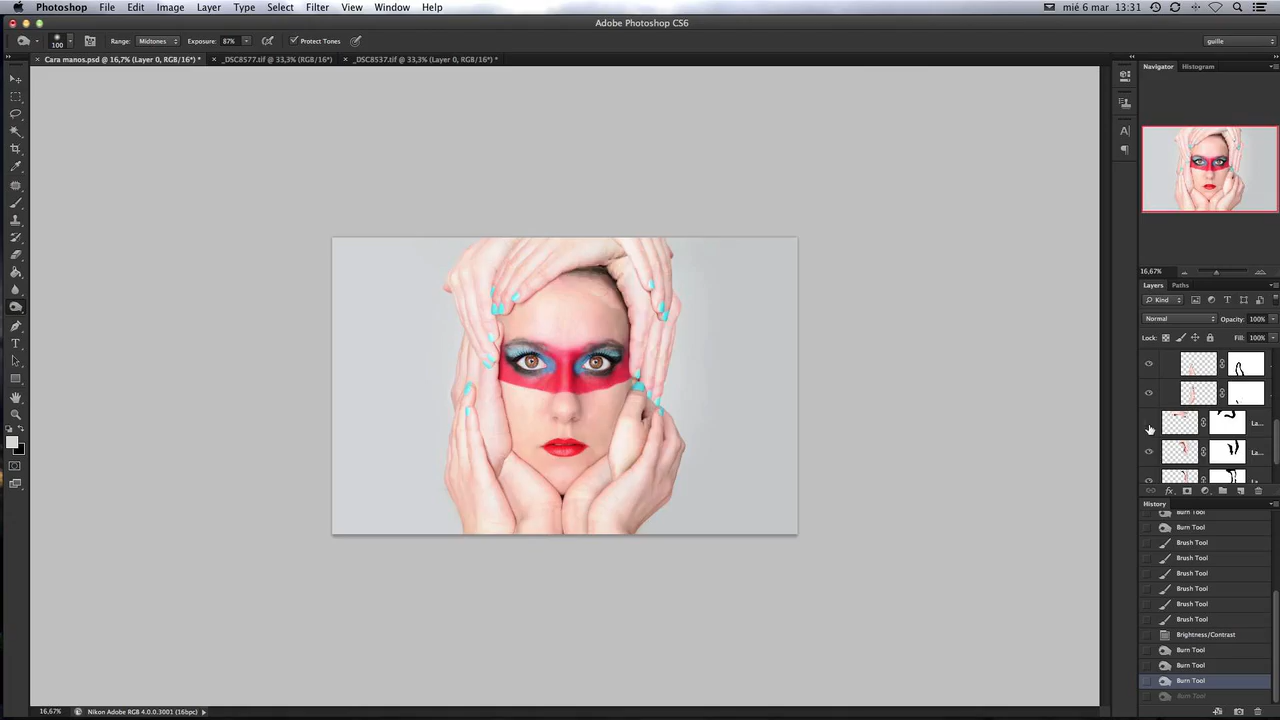 Photoshop File Edit Image Layer Type Select Filter View Window Help mié 6 mar 13:31
Adobe Photoshop CS6
100 Range: Midtones Exposure: 87% Protect Tones guille
Cara manos.psd @ 16,7% (Layer 0, RGB/16*) * _DSC8577.tif @ 33,3% (RGB/16*) _DSC8537.tif @ 33,3% (Layer 0, RGB/16*) *
Navigator Histogram
16,67%
Layers Paths
Kind
Normal Opacity: 100%
Lock: Fill: 100%
La...
La...
History
Burn Tool
Burn Tool
Brush Tool
Brush Tool
Brush Tool
Brush Tool
Brush Tool
Brush Tool
Brightness/Contrast
Burn Tool
Burn Tool
Burn Tool
Burn Tool
16,67% Nikon Adobe RGB 4.0.0.3001 (16bpc)